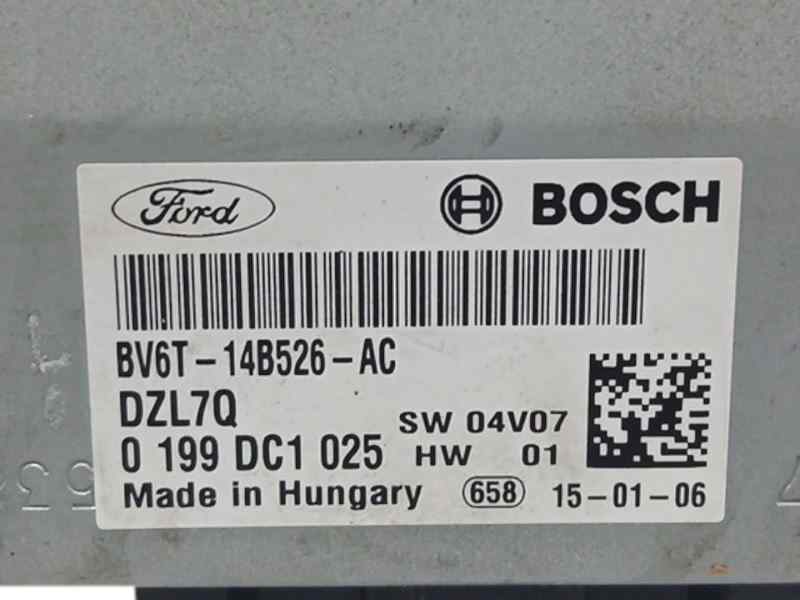 Ford BOSCH
BV6T-14B526-AC
DZL7Q
SW 04V07
0 199 DC1 025 HW 01
Made in Hungary 658 15-01-06